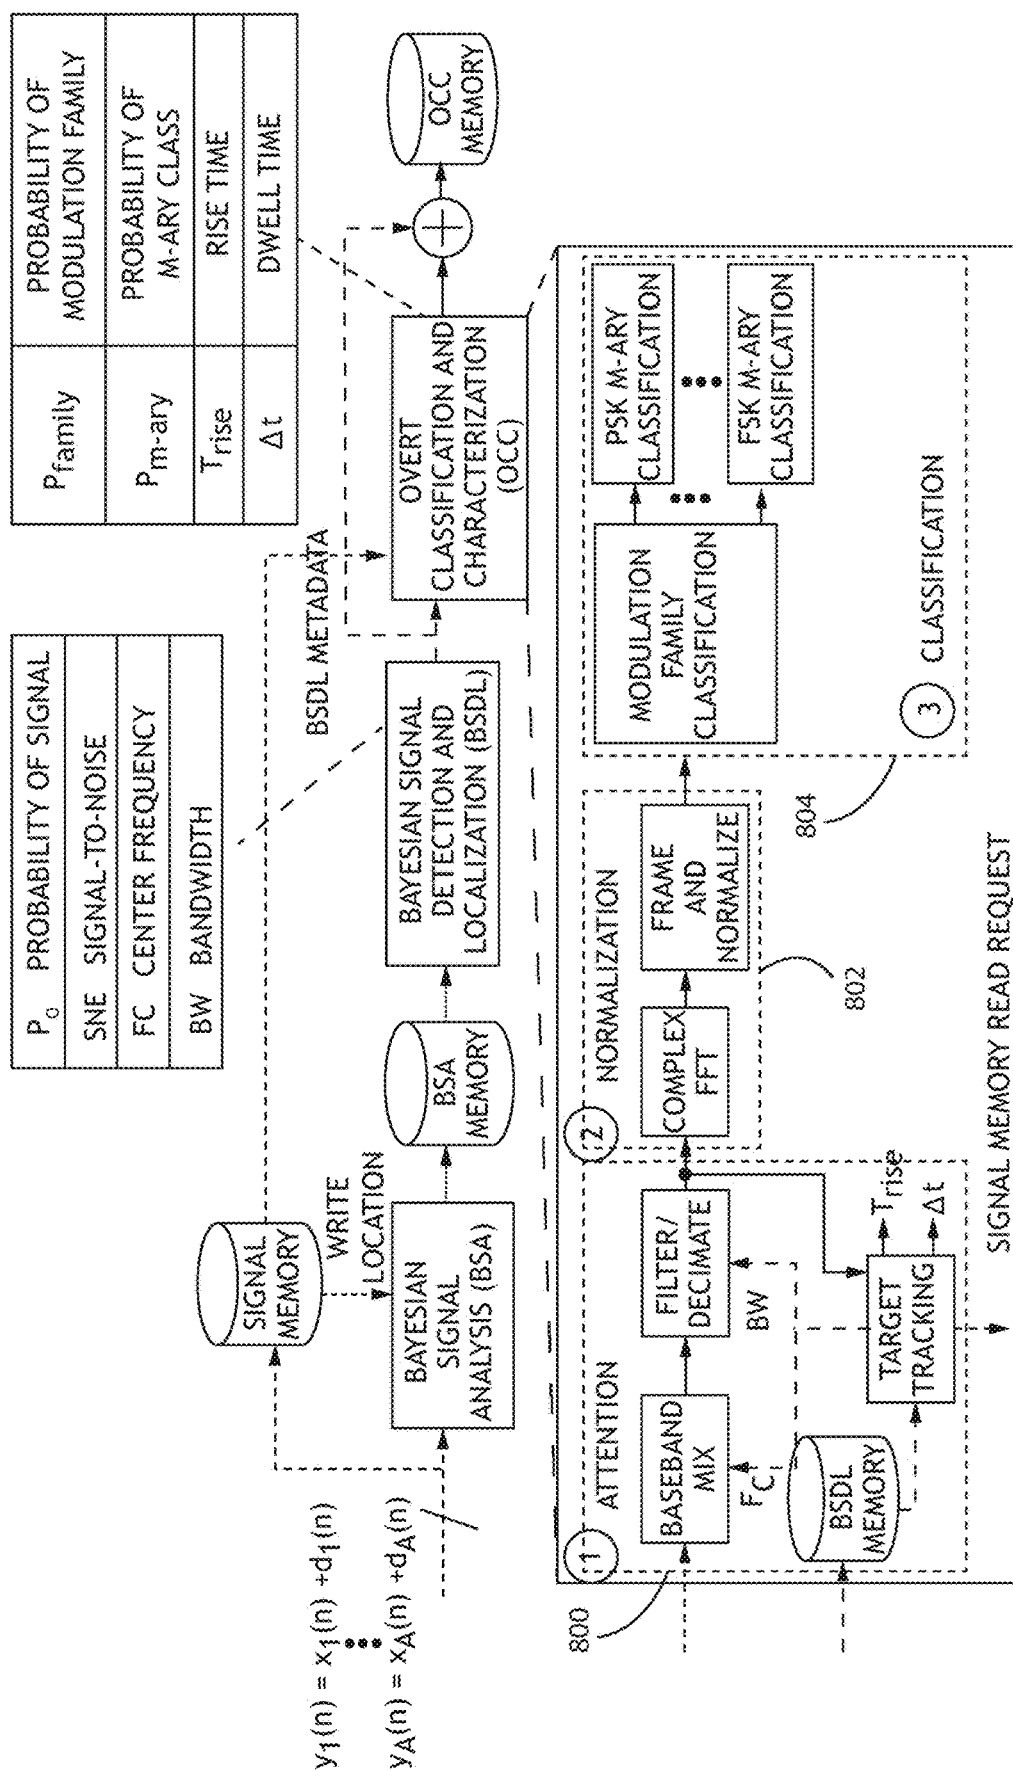 y1(n) = x1(n) +d1(n)
•••
yA(n) = xA(n) +dA(n)
SIGNAL
MEMORY
WRITE
LOCATION
BAYESIAN
SIGNAL
ANALYSIS (BSA)
BSA
MEMORY
P0 PROBABILITY OF SIGNAL
SNE SIGNAL-TO-NOISE
FC CENTER FREQUENCY
BW BANDWIDTH
BAYESIAN SIGNAL
DETECTION AND
LOCALIZATION (BSDL)
BSDL METADATA
Pfamily PROBABILITY OF
MODULATION FAMILY
Pm-ary PROBABILITY OF
M-ARY CLASS
Trise RISE TIME
Δt DWELL TIME
OVERT
CLASSIFICATION AND
CHARACTERIZATION
(OCC)
OCC
MEMORY
800
1
ATTENTION
BASEBAND
MIX
FC
FILTER/
DECIMATE
BW
BSDL
MEMORY
TARGET
TRACKING
Trise
Δt
SIGNAL MEMORY READ REQUEST
2
NORMALIZATION
COMPLEX
FFT
FRAME
AND
NORMALIZE
802
804
MODULATION
FAMILY
CLASSIFICATION
•••
PSK M-ARY
CLASSIFICATION
•••
FSK M-ARY
CLASSIFICATION
3 CLASSIFICATION